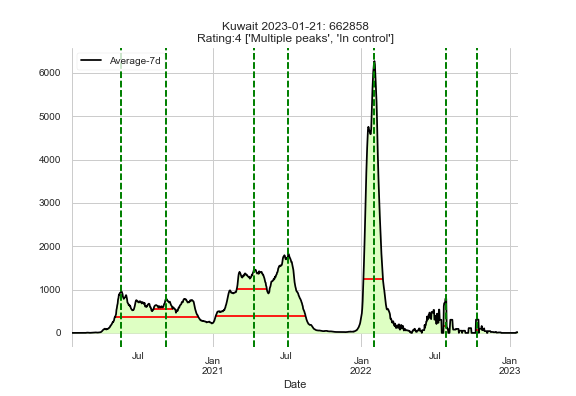 Kuwait 2023-01-21: 662858
Rating:4 ['Multiple peaks', 'In control']
Average-7d
6000
5000
4000
3000
2000
1000
0
Jul
Jan
2021
Jul
Jan
2022
Jul
Jan
2023
Date